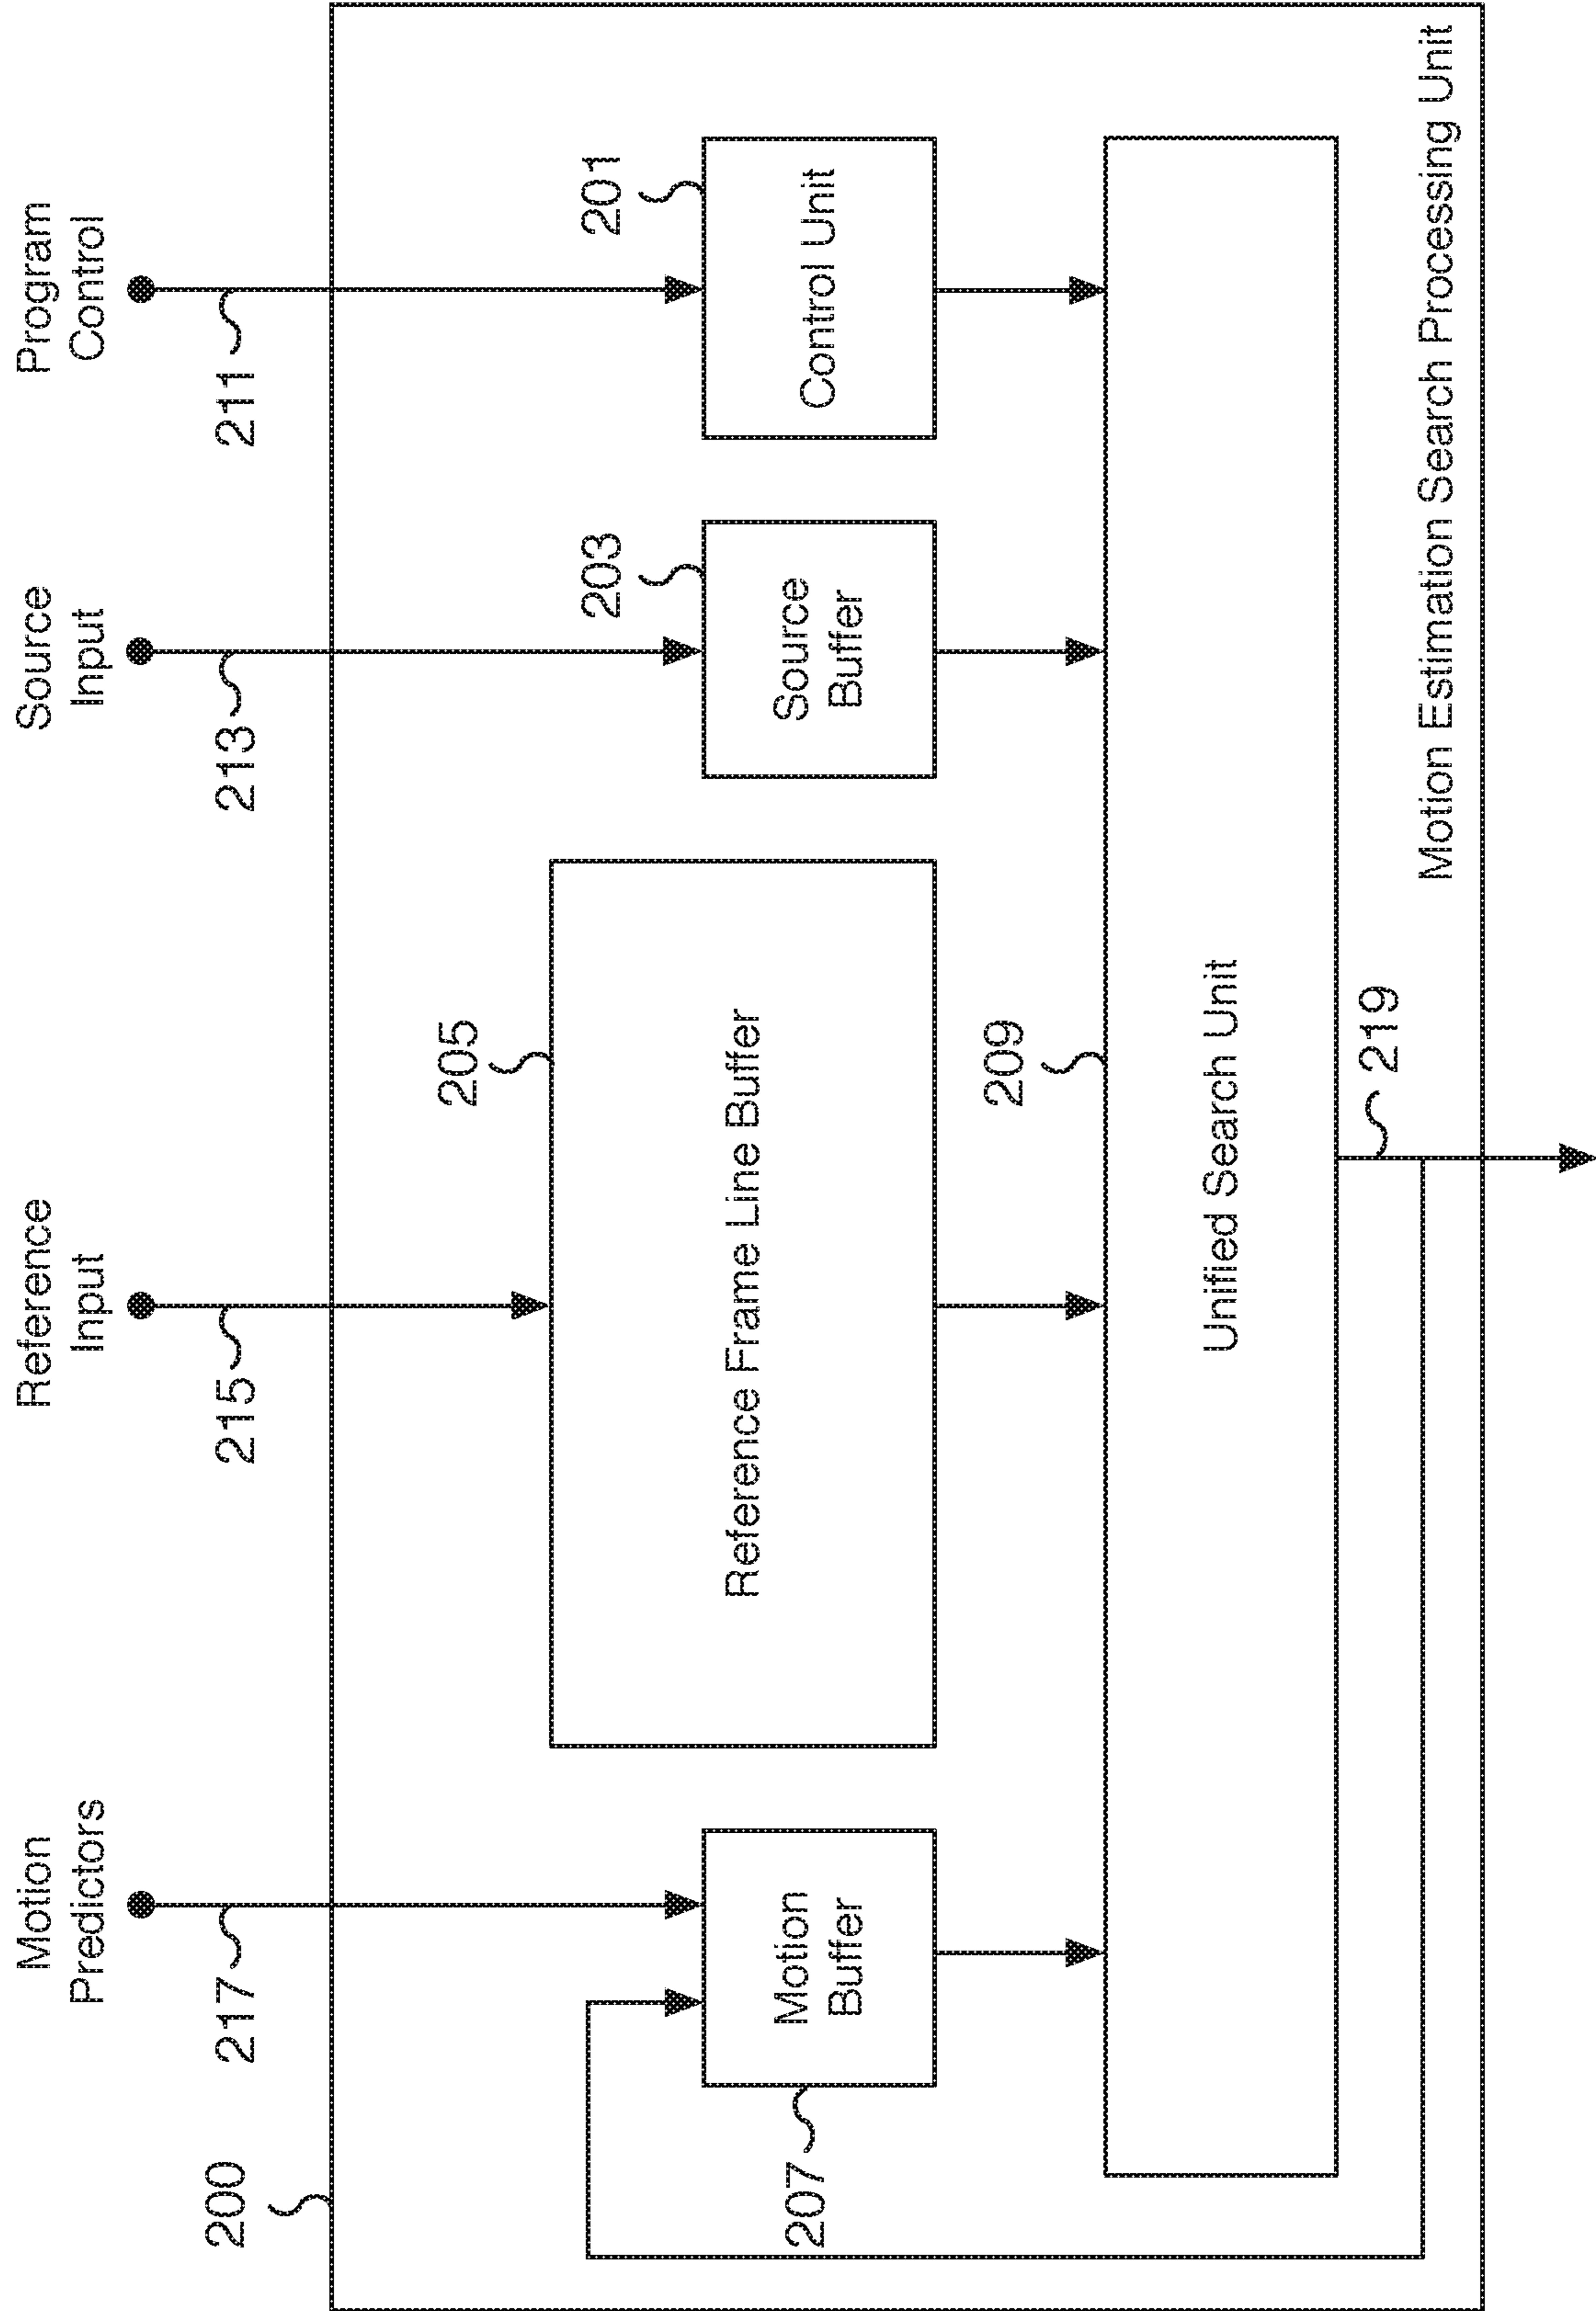 Motion
Predictors
Reference
Input
Source
Input
Program
Control
200
217
215
213
211
205
203
201
Motion
Buffer
Reference Frame Line Buffer
Source
Buffer
Control Unit
207
209
Unified Search Unit
219
Motion Estimation Search Processing Unit